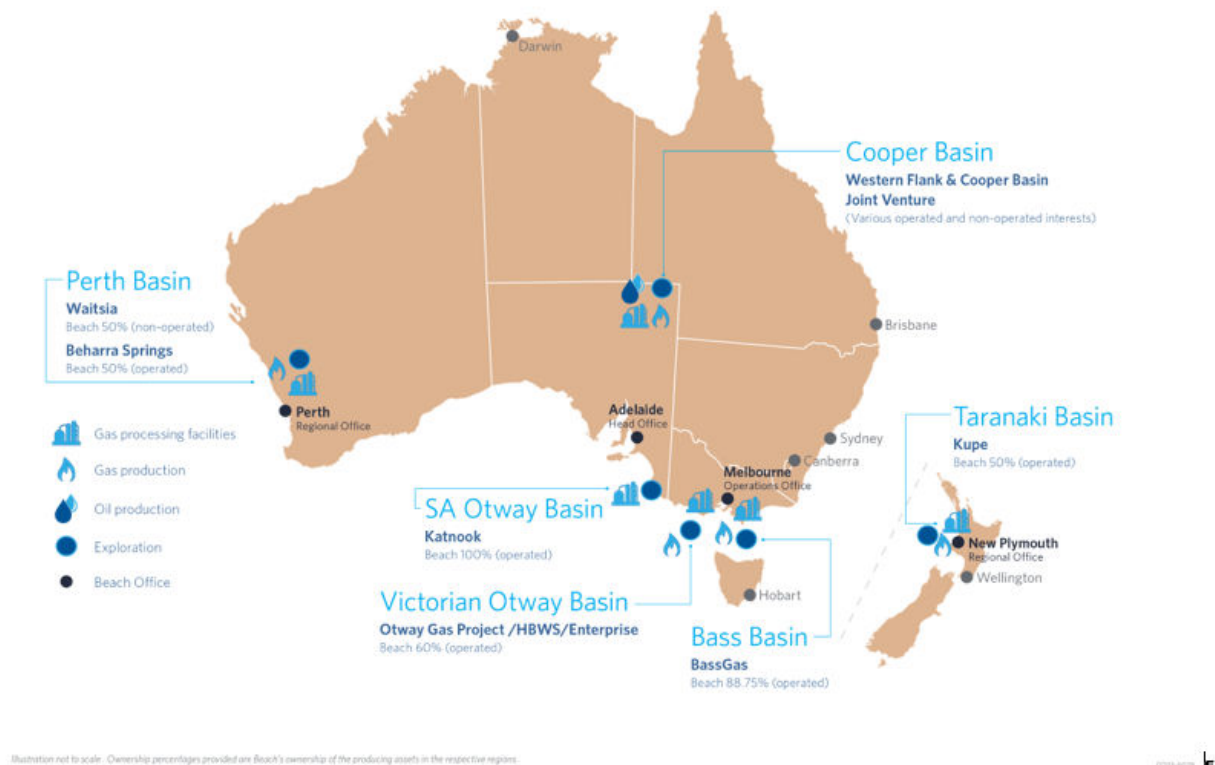 Darwin
Cooper Basin
Western Flank & Cooper Basin
Joint Venture
(Various operated and non-operated interests)
Perth Basin
Waitsia
Beach 50% (non-operated)
Beharra Springs
Beach 50% (operated)
Brisbane
Perth
Regional Office
Adelaide
Head Office
Sydney
Canberra
Melbourne
Operations Office
Taranaki Basin
Kupe
Beach 50% (operated)
Gas processing facilities
Gas production
Oil production
Exploration
Beach Office
SA Otway Basin
Katnook
Beach 100% (operated)
New Plymouth
Regional Office
Wellington
Hobart
Victorian Otway Basin
Otway Gas Project /HBWS/Enterprise
Beach 60% (operated)
Bass Basin
BassGas
Beach 88.75% (operated)
Illustration not to scale. Ownership percentages provided are Beach's ownership of the producing assets in the respective regions.